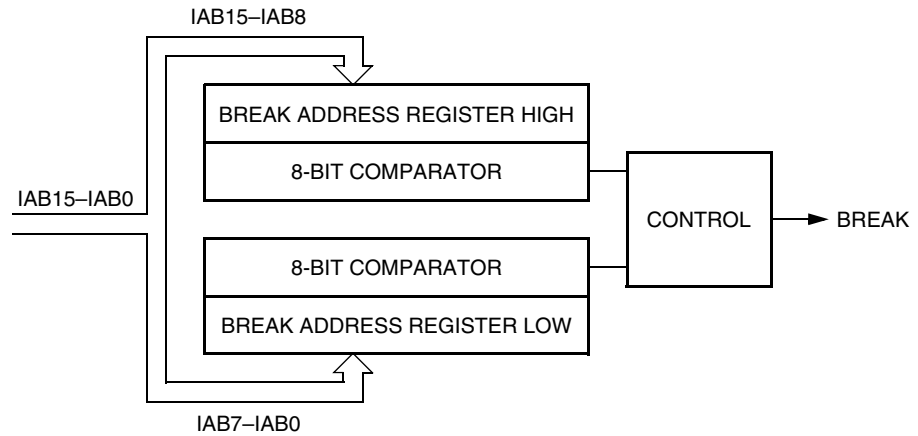 IAB15–IAB8
BREAK ADDRESS REGISTER HIGH
8-BIT COMPARATOR
IAB15–IAB0
CONTROL
BREAK
8-BIT COMPARATOR
BREAK ADDRESS REGISTER LOW
IAB7–IAB0